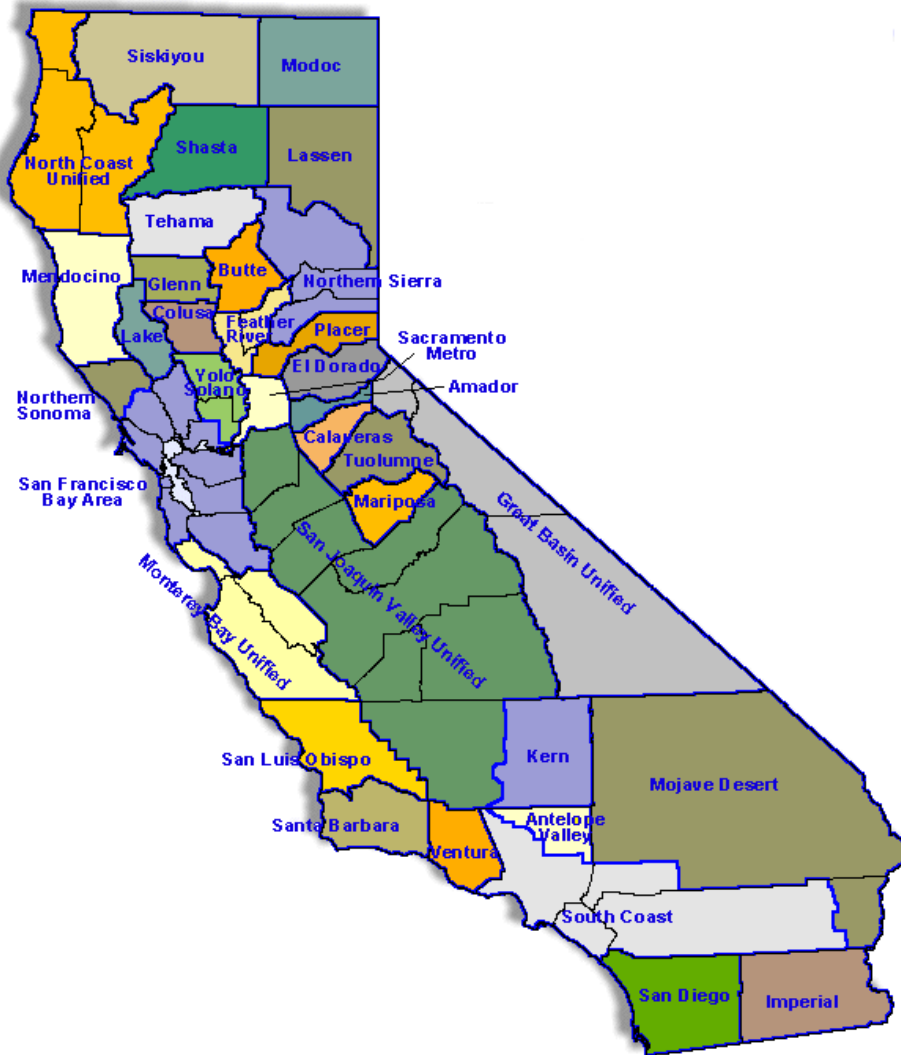 Siskiyou
Modoc
Shasta
Lassen
North Coast
Unified
Tehama
Mendocino
Butte
Glenn
Northern Sierra
Colusa
Feather
River
Lake
Placer
Sacramento
Metro
El Dorado
Yolo
Solano
Amador
Northern
Sonoma
Calaveras
Tuolumne
San Francisco
Bay Area
Mariposa
Great Basin Unified
San Joaquin Valley Unified
Monterey Bay Unified
San Luis Obispo
Kern
Mojave Desert
Santa Barbara
Antelope
Valley
Ventura
South Coast
San Diego
Imperial